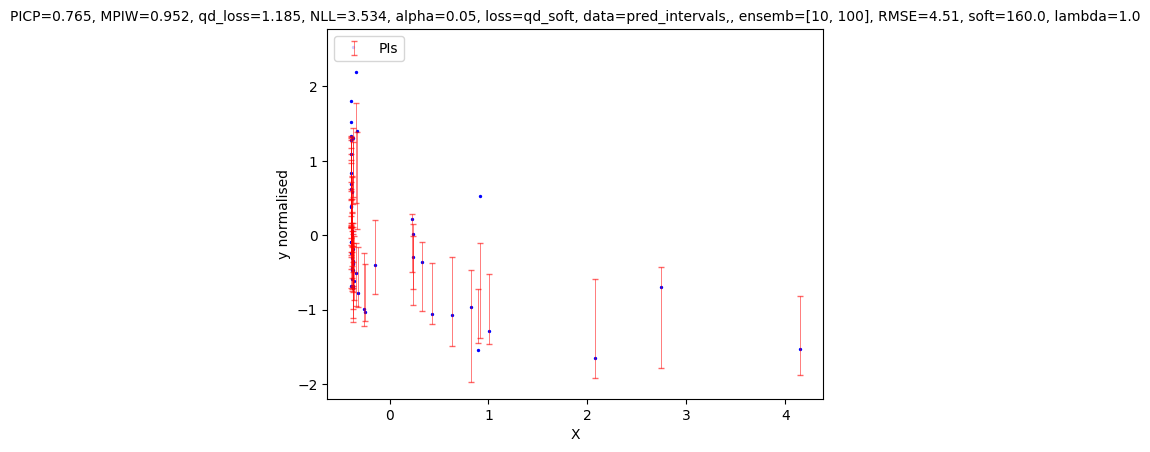 PICP=0.765, MPIW=0.952, qd_loss=1.185, NLL=3.534, alpha=0.05, loss=qd_soft, data=pred_intervals,, ensemb=[10, 100], RMSE=4.51, soft=160.0, lambda=1.0
PIs
2
1
0
−1
−2
y normalised
0 1 2 3 4
X